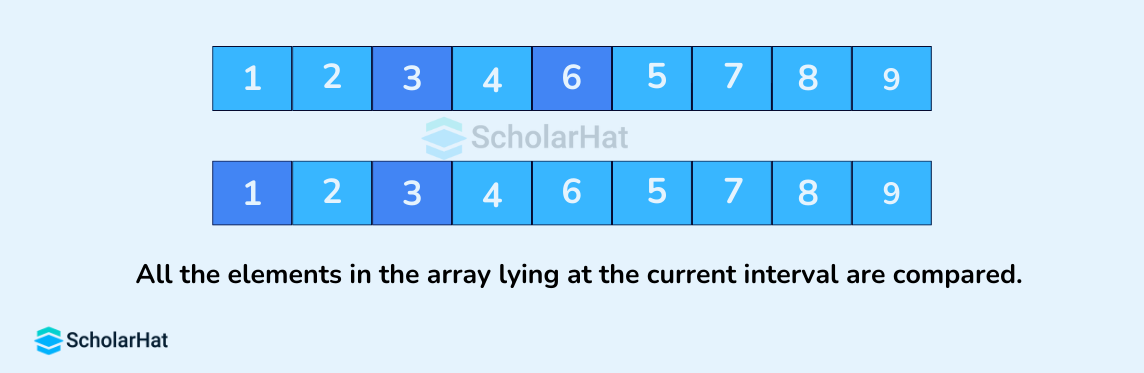 1 2 3 4 6 5 7 8 9
ScholarHat
1 2 3 4 6 5 7 8 9
All the elements in the array lying at the current interval are compared.
ScholarHat